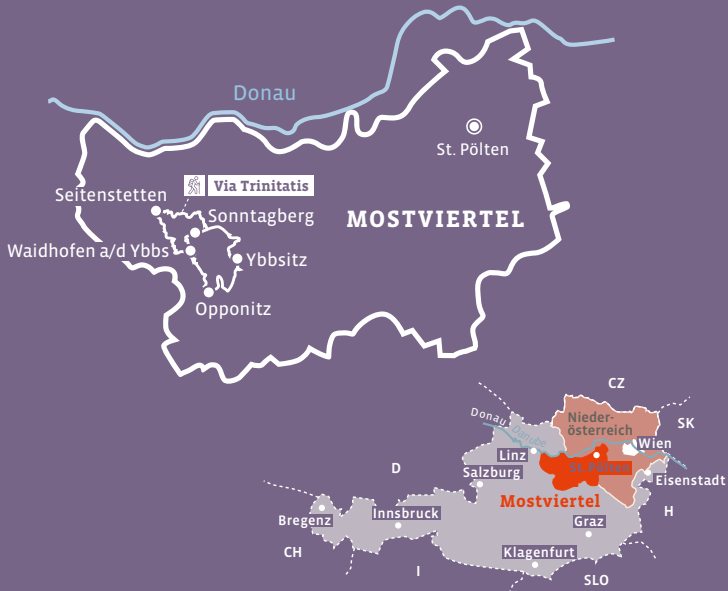 Donau
St. Pölten
Via Trinitatis
Seitenstetten
Sonntagberg
MOSTVIERTEL
Waidhofen a/d Ybbs
Ybbsitz
Opponitz
CZ
Donau
Danube
Nieder-
österreich
SK
Wien
Linz
St. Pölten
D
Salzburg
Eisenstadt
Mostviertel
H
Bregenz
Innsbruck
Graz
CH
Klagenfurt
I
SLO